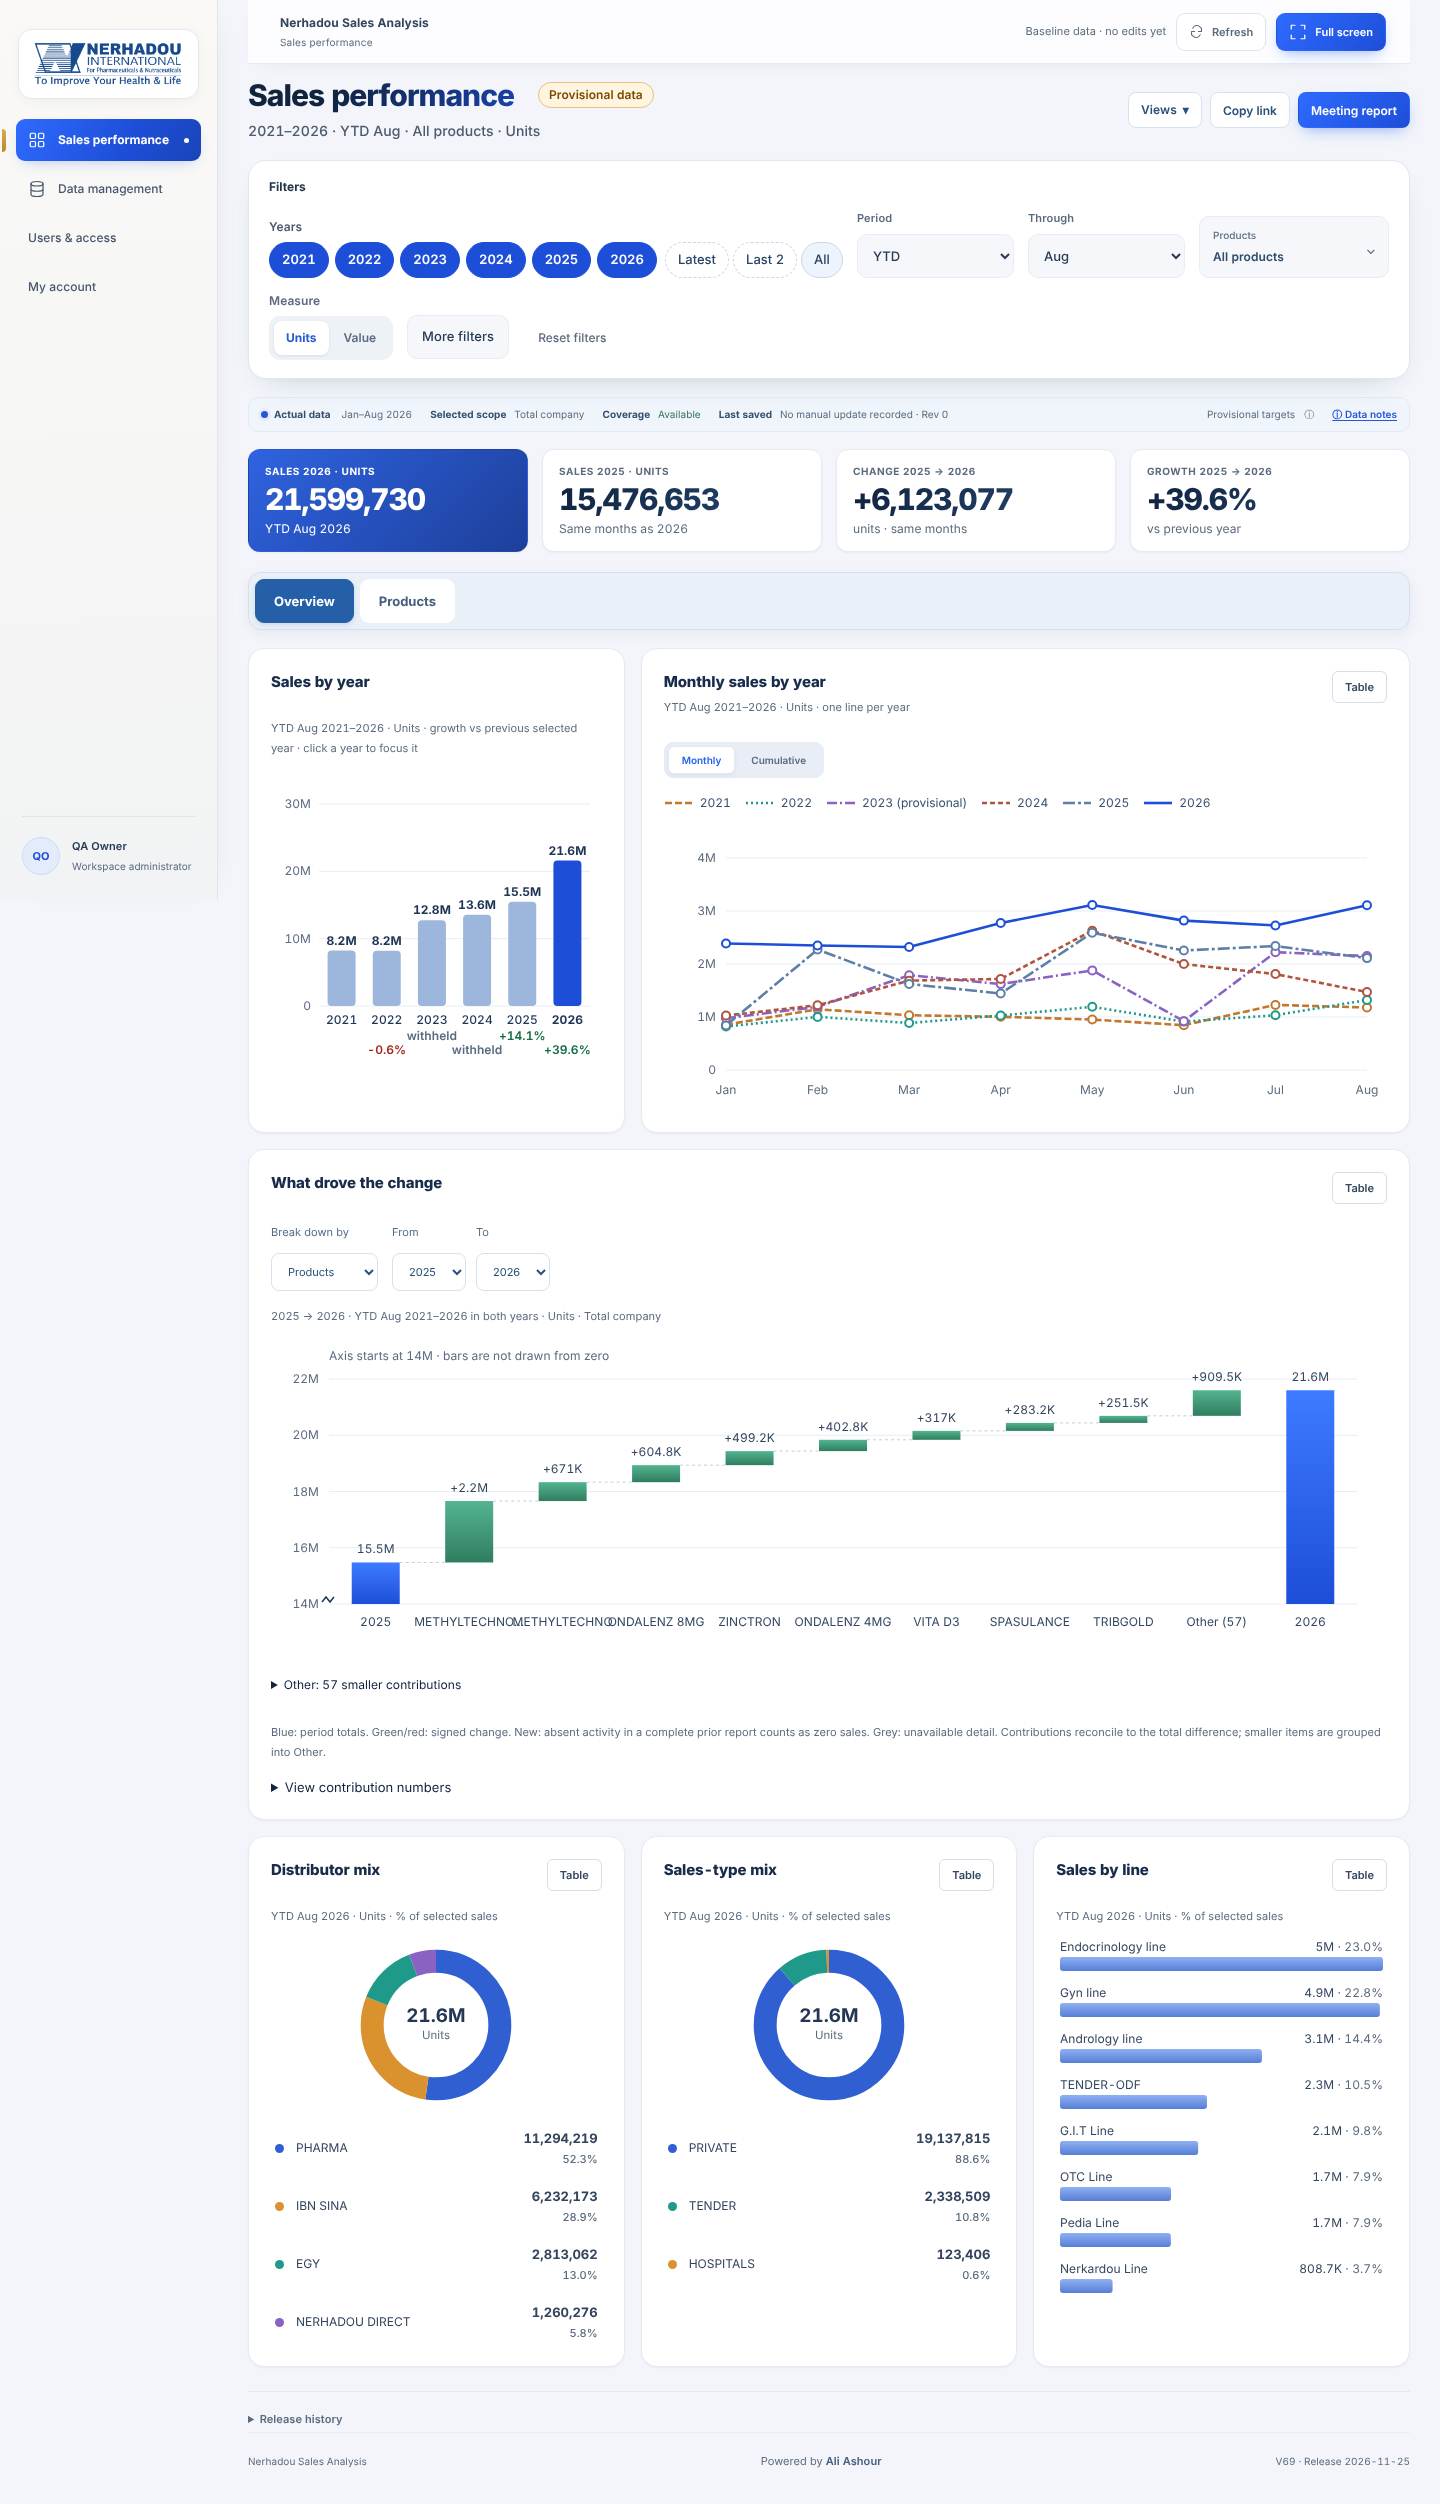 NERHADOU
INTERNATIONAL
For Pharmaceuticals & Nutraceuticals
To Improve Your Health & Life
Sales performance
Data management
Users & access
My account
QO
QA Owner
Workspace administrator
Nerhadou Sales Analysis
Sales performance
Baseline data · no edits yet
Refresh
Full screen
Sales performance
Provisional data
2021–2026 · YTD Aug · All products · Units
Views ▾
Copy link
Meeting report
Filters
Years
2021 2022 2023 2024 2025 2026 Latest Last 2 All
Period
YTD
Through
Aug
Products
All products
Measure
Units Value
More filters
Reset filters
Actual data Jan–Aug 2026 Selected scope Total company Coverage Available Last saved No manual update recorded · Rev 0
Provisional targets ⓘ
ⓘ Data notes
SALES 2026 · UNITS
21,599,730
YTD Aug 2026
SALES 2025 · UNITS
15,476,653
Same months as 2026
CHANGE 2025 → 2026
+6,123,077
units · same months
GROWTH 2025 → 2026
+39.6%
vs previous year
Overview
Products
Sales by year
YTD Aug 2021–2026 · Units · growth vs previous selected
year · click a year to focus it
30M
20M
10M
0
8.2M
8.2M
12.8M
13.6M
15.5M
21.6M
2021 2022 2023 2024 2025 2026
withheld +14.1%
-0.6% withheld +39.6%
Monthly sales by year
YTD Aug 2021–2026 · Units · one line per year
Table
Monthly Cumulative
2021 2022 2023 (provisional) 2024 2025 2026
4M
3M
2M
1M
0
Jan Feb Mar Apr May Jun Jul Aug
What drove the change
Table
Break down by
Products
From
2025
To
2026
2025 → 2026 · YTD Aug 2021–2026 in both years · Units · Total company
Axis starts at 14M · bars are not drawn from zero
22M
20M
18M
16M
14M
15.5M
+2.2M
+671K
+604.8K
+499.2K
+402.8K
+317K
+283.2K
+251.5K
+909.5K
21.6M
2025 METHYLTECHNO… METHYLTECHNO ONDALENZ 8MG ZINCTRON ONDALENZ 4MG VITA D3 SPASULANCE TRIBGOLD Other (57) 2026
▶ Other: 57 smaller contributions
Blue: period totals. Green/red: signed change. New: absent activity in a complete prior report counts as zero sales. Grey: unavailable detail. Contributions reconcile to the total difference; smaller items are grouped
into Other.
▶ View contribution numbers
Distributor mix
Table
YTD Aug 2026 · Units · % of selected sales
21.6M
Units
PHARMA 11,294,219
52.3%
IBN SINA 6,232,173
28.9%
EGY 2,813,062
13.0%
NERHADOU DIRECT 1,260,276
5.8%
Sales-type mix
Table
YTD Aug 2026 · Units · % of selected sales
21.6M
Units
PRIVATE 19,137,815
88.6%
TENDER 2,338,509
10.8%
HOSPITALS 123,406
0.6%
Sales by line
Table
YTD Aug 2026 · Units · % of selected sales
Endocrinology line 5M · 23.0%
Gyn line 4.9M · 22.8%
Andrology line 3.1M · 14.4%
TENDER-ODF 2.3M · 10.5%
G.I.T Line 2.1M · 9.8%
OTC Line 1.7M · 7.9%
Pedia Line 1.7M · 7.9%
Nerkardou Line 808.7K · 3.7%
▶ Release history
Nerhadou Sales Analysis
Powered by Ali Ashour
V69 · Release 2026-11-25